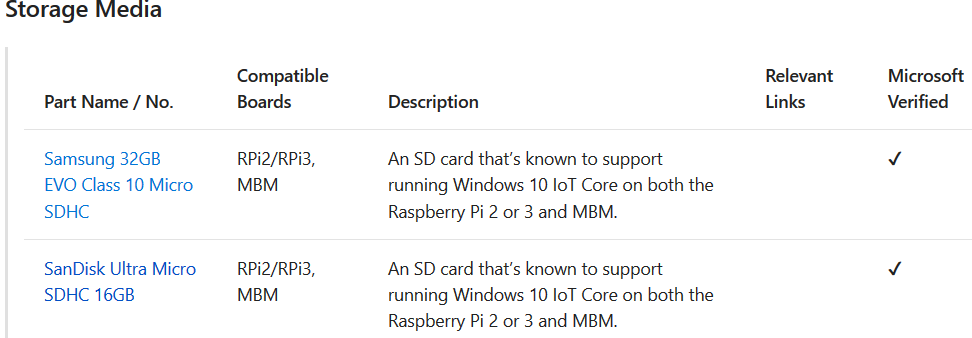 Storage Media
Compatible Relevant Microsoft
Part Name / No. Boards Description Links Verified
Samsung 32GB RPi2/RPi3, An SD card that’s known to support ✓
EVO Class 10 Micro MBM running Windows 10 IoT Core on both the
SDHC Raspberry Pi 2 or 3 and MBM.
SanDisk Ultra Micro RPi2/RPi3, An SD card that’s known to support ✓
SDHC 16GB MBM running Windows 10 IoT Core on both the
Raspberry Pi 2 or 3 and MBM.